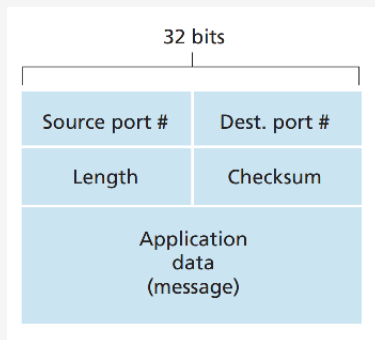 32 bits
Source port # Dest. port #
Length Checksum
Application
data
(message)